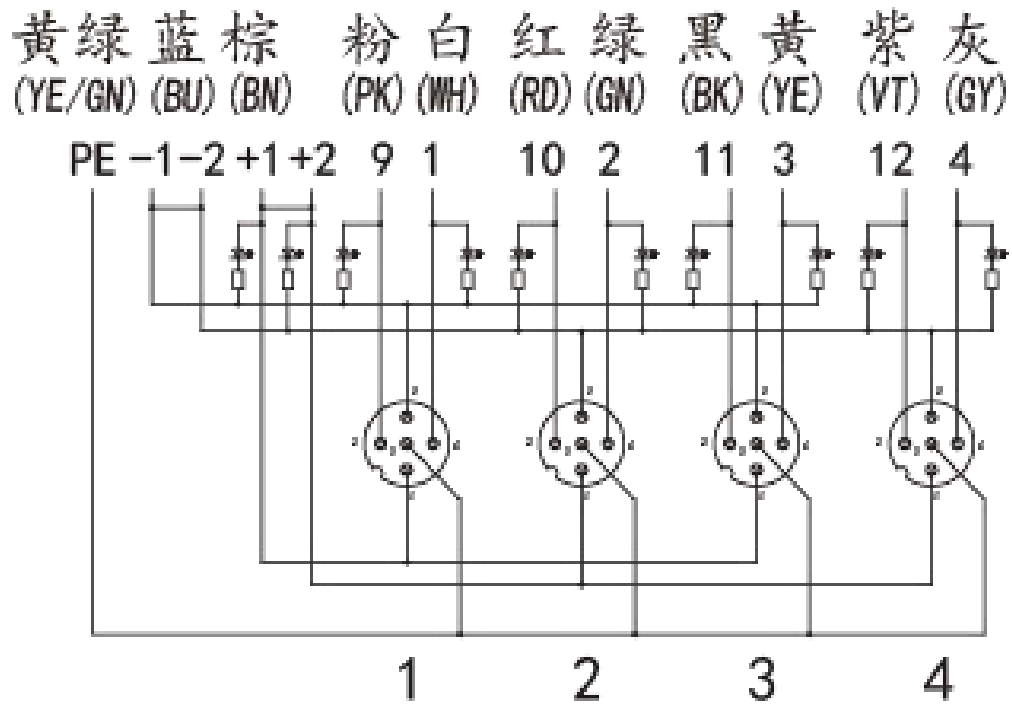 黄绿 蓝 棕 粉 白 红 绿 黑 黄 紫 灰
(YE/GN) (BU) (BN) (PK) (WH) (RD) (GN) (BK) (YE) (VT) (GY)
PE -1 -2 +1 +2 9 1 10 2 11 3 12 4
1 2 3 4